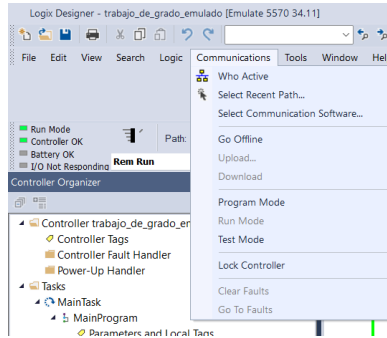 Logix Designer - trabajo_de_grado_emulado [Emulate 5570 34.11]
File Edit View Search Logic Communications Tools Window Hel
Who Active
Select Recent Path...
Select Communication Software...
Go Offline
Upload...
Download
Program Mode
Run Mode
Test Mode
Lock Controller
Clear Faults
Go To Faults
Run Mode
Controller OK
Battery OK
I/O Not Responding
Path:
Rem Run
Controller Organizer
Controller trabajo_de_grado_en
Controller Tags
Controller Fault Handler
Power-Up Handler
Tasks
MainTask
MainProgram
Parameters and Local Tags